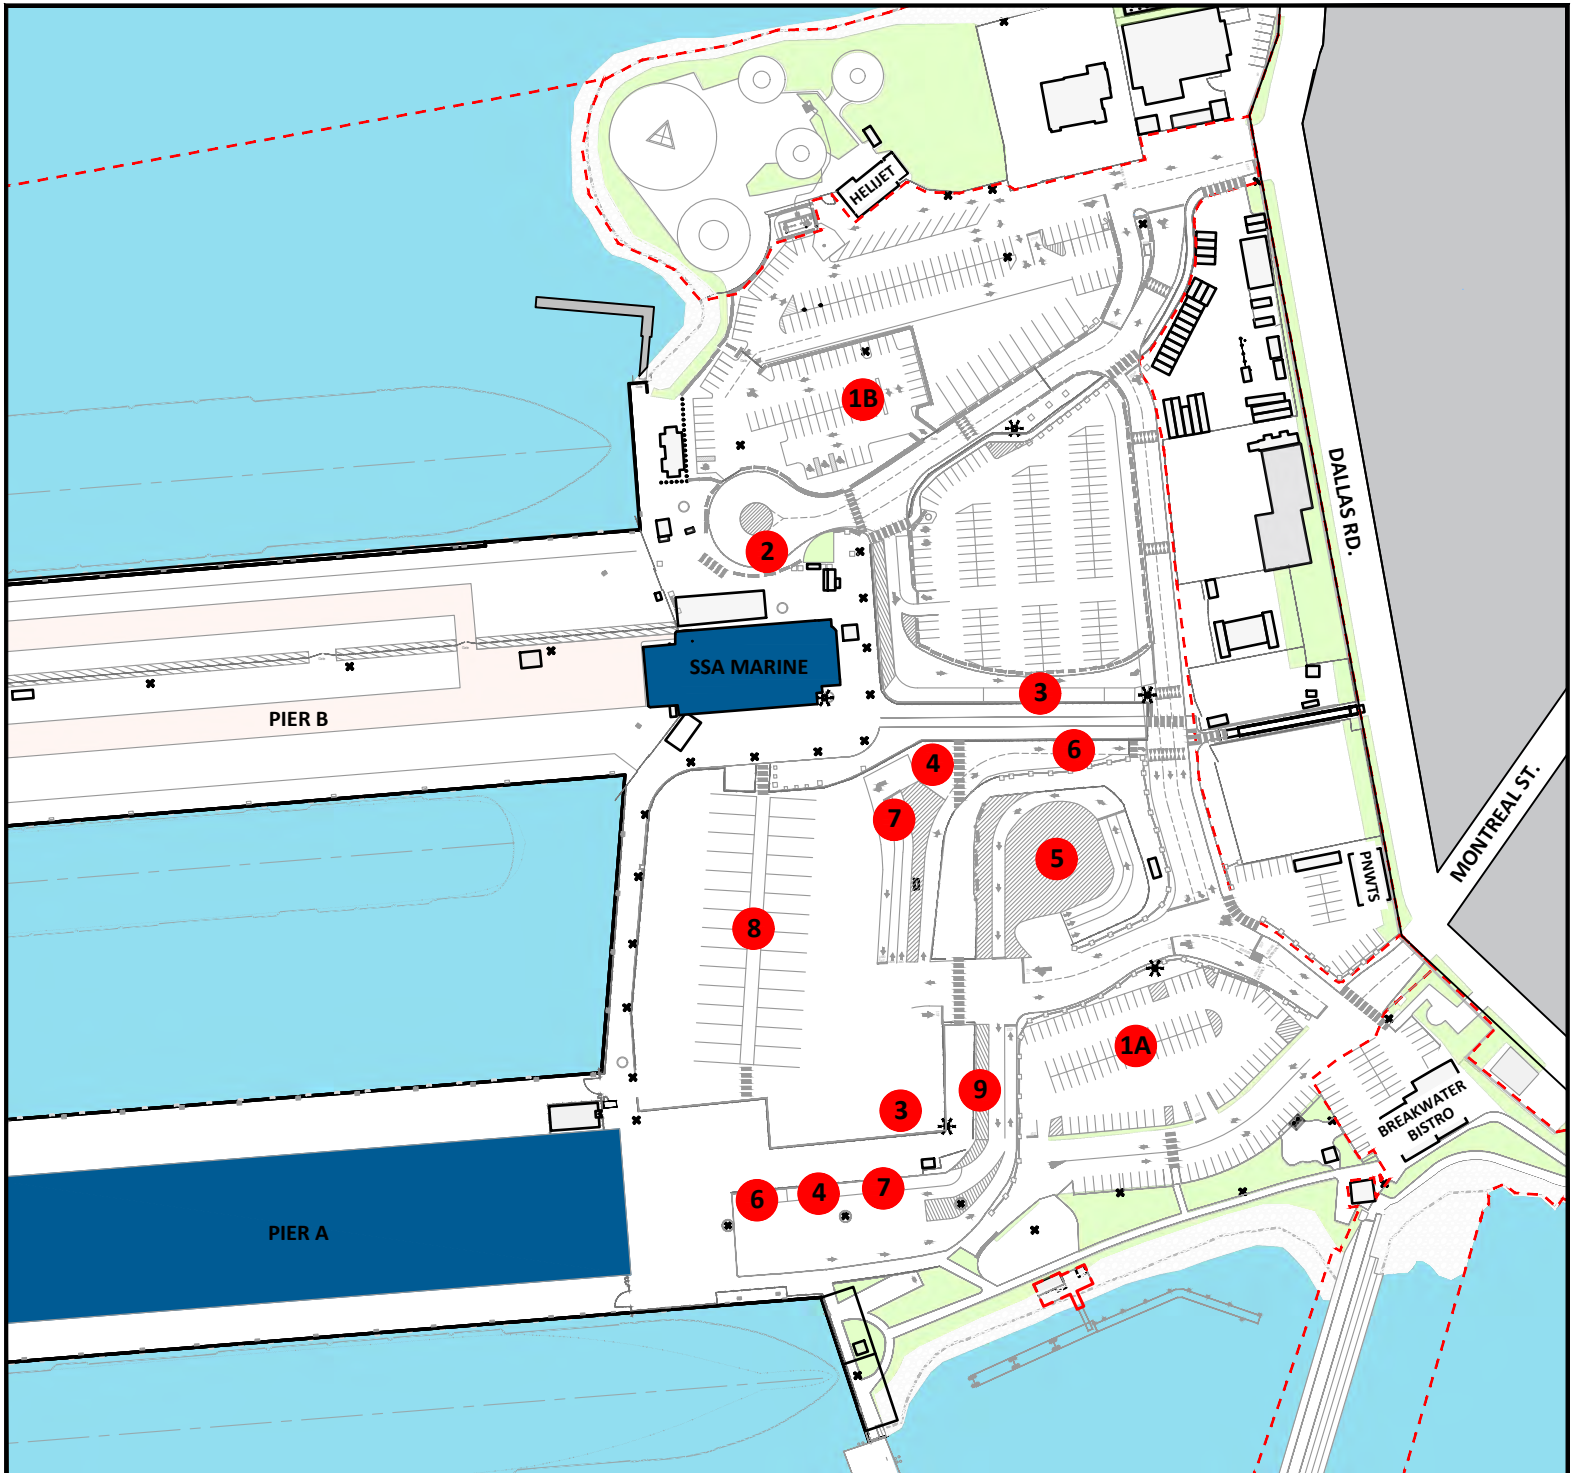 HELIJET
1B
DALLAS RD.
2
SSA MARINE
3
PIER B
6
4
7
MONTREAL ST.
5
PNWTS
8
1A
9
3
BREAKWATER
BISTRO
7
4
6
PIER A